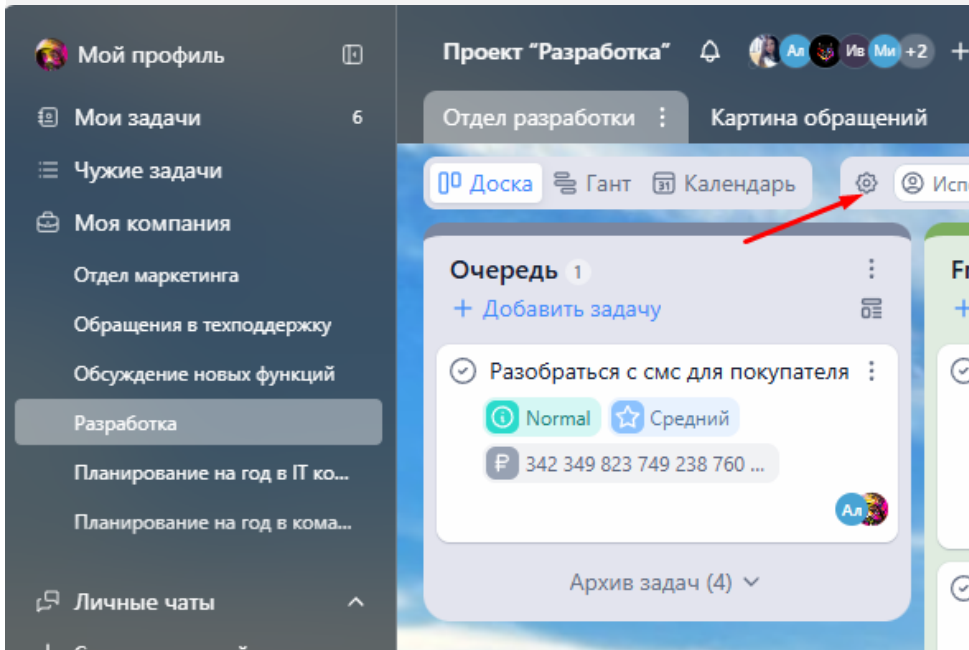 Мой профиль
Мои задачи 6
Чужие задачи
Моя компания
Отдел маркетинга
Обращения в техподдержку
Обсуждение новых функций
Разработка
Планирование на год в IT ко...
Планирование на год в кома...
Личные чаты
Проект “Разработка” Ал Ив Ми +2 +
Отдел разработки Картина обращений
Доска Гант 31 Календарь
Очередь 1
+ Добавить задачу
Разобраться с смс для покупателя
Normal Средний
₽ 342 349 823 749 238 760 ...
Ал
Архив задач (4)